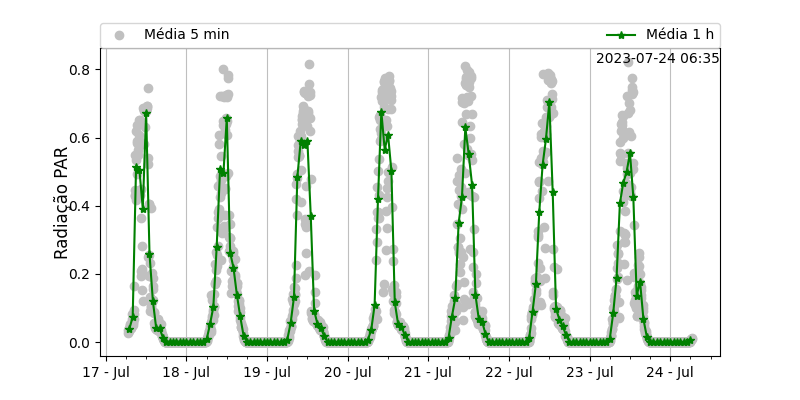 Média 5 min Média 1 h
2023-07-24 06:35
Radiação PAR
0.8
0.6
0.4
0.2
0.0
17 - Jul 18 - Jul 19 - Jul 20 - Jul 21 - Jul 22 - Jul 23 - Jul 24 - Jul